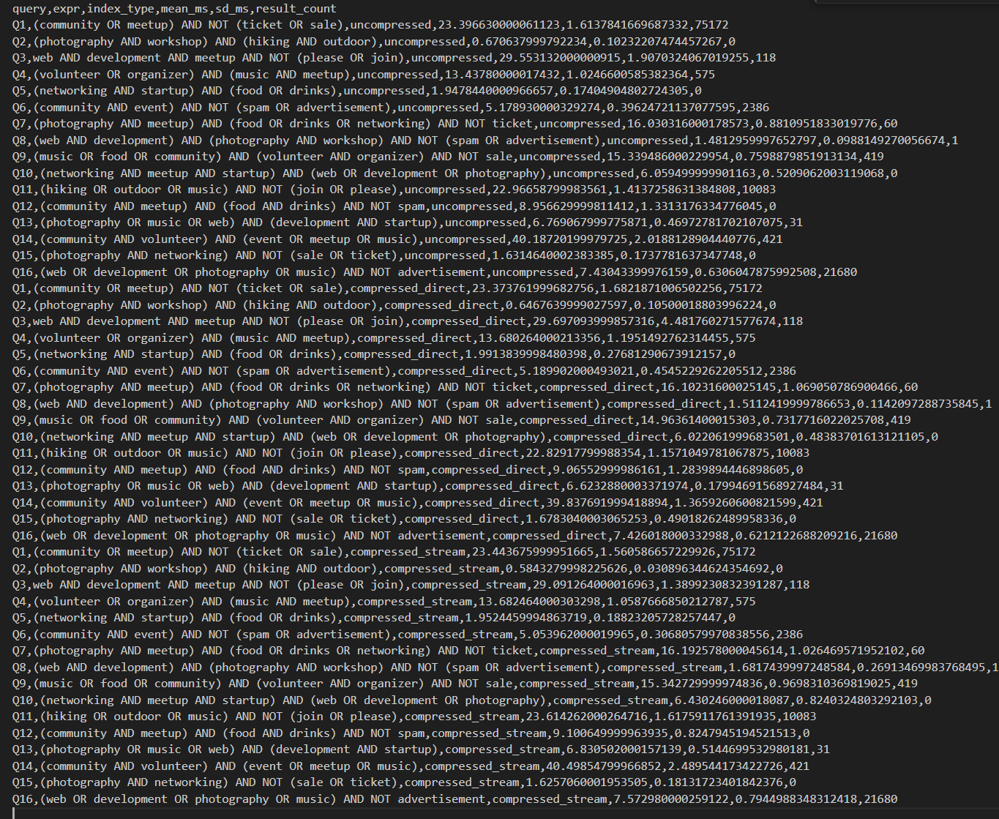 query,expr,index_type,mean_ms,sd_ms,result_count
Q1,(community OR meetup) AND NOT (ticket OR sale),uncompressed,23.396630000061123,1.6137841669687332,75172
Q2,(photography AND workshop) AND (hiking AND outdoor),uncompressed,0.670637999792234,0.10232207474457267,0
Q3,web AND development AND meetup AND NOT (please OR join),uncompressed,29.553132000000915,1.9070324067019255,118
Q4,(volunteer OR organizer) AND (music AND meetup),uncompressed,13.43780000017432,1.0246600585382364,575
Q5,(networking AND startup) AND (food OR drinks),uncompressed,1.9478440000966657,0.17404904802724305,0
Q6,(community AND event) AND NOT (spam OR advertisement),uncompressed,5.178930000329274,0.39624721137077595,2386
Q7,(photography AND meetup) AND (food OR drinks OR networking) AND NOT ticket,uncompressed,16.030316000178573,0.8810951833019776,60
Q8,(web AND development) AND (photography AND workshop) AND NOT (spam OR advertisement),uncompressed,1.4812959997652797,0.0988149270056674,1
Q9,(music OR food OR community) AND (volunteer AND organizer) AND NOT sale,uncompressed,15.339486000229954,0.7598879851913134,419
Q10,(networking AND meetup AND startup) AND (web OR development OR photography),uncompressed,6.059499999901163,0.5209062003119068,0
Q11,(hiking OR outdoor OR music) AND NOT (join OR please),uncompressed,22.96658799983561,1.4137258631384808,10083
Q12,(community AND meetup) AND (food AND drinks) AND NOT spam,uncompressed,8.956629999811412,1.3313176334776045,0
Q13,(photography OR music OR web) AND (development AND startup),uncompressed,6.769067999775871,0.46972781702107075,31
Q14,(community AND volunteer) AND (event OR meetup OR music),uncompressed,40.18720199979725,2.0188128904440776,421
Q15,(photography AND networking) AND NOT (sale OR ticket),uncompressed,1.6314640002383385,0.1737781637347748,0
Q16,(web OR development OR photography OR music) AND NOT advertisement,uncompressed,7.43043399976159,0.6306047875992508,21680
Q1,(community OR meetup) AND NOT (ticket OR sale),compressed_direct,23.373761999682756,1.6821871006502256,75172
Q2,(photography AND workshop) AND (hiking AND outdoor),compressed_direct,0.6467639999027597,0.10500018803996224,0
Q3,web AND development AND meetup AND NOT (please OR join),compressed_direct,29.697093999857316,4.481760271577674,118
Q4,(volunteer OR organizer) AND (music AND meetup),compressed_direct,13.680264000213356,1.1951492762314455,575
Q5,(networking AND startup) AND (food OR drinks),compressed_direct,1.9913839998480398,0.27681290673912157,0
Q6,(community AND event) AND NOT (spam OR advertisement),compressed_direct,5.189902000493021,0.4545229262205512,2386
Q7,(photography AND meetup) AND (food OR drinks OR networking) AND NOT ticket,compressed_direct,16.10231600025145,1.069050786900466,60
Q8,(web AND development) AND (photography AND workshop) AND NOT (spam OR advertisement),compressed_direct,1.5112419999786653,0.1142097288735845,1
Q9,(music OR food OR community) AND (volunteer AND organizer) AND NOT sale,compressed_direct,14.96361400015303,0.7317716022025708,419
Q10,(networking AND meetup AND startup) AND (web OR development OR photography),compressed_direct,6.022061999683501,0.48383701613121105,0
Q11,(hiking OR outdoor OR music) AND NOT (join OR please),compressed_direct,22.82917799988354,1.1571049781067875,10083
Q12,(community AND meetup) AND (food AND drinks) AND NOT spam,compressed_direct,9.06552999986161,1.2839894446898605,0
Q13,(photography OR music OR web) AND (development AND startup),compressed_direct,6.6232880003371974,0.17994691568927484,31
Q14,(community AND volunteer) AND (event OR meetup OR music),compressed_direct,39.837691999418894,1.3659260600821599,421
Q15,(photography AND networking) AND NOT (sale OR ticket),compressed_direct,1.6783040003065253,0.49018262489958336,0
Q16,(web OR development OR photography OR music) AND NOT advertisement,compressed_direct,7.426018000332988,0.6212122688209216,21680
Q1,(community OR meetup) AND NOT (ticket OR sale),compressed_stream,23.443675999951665,1.560586657229926,75172
Q2,(photography AND workshop) AND (hiking AND outdoor),compressed_stream,0.5843279998225626,0.030896344624354692,0
Q3,web AND development AND meetup AND NOT (please OR join),compressed_stream,29.091264000016963,1.3899230832391287,118
Q4,(volunteer OR organizer) AND (music AND meetup),compressed_stream,13.682464000303298,1.0587666850212787,575
Q5,(networking AND startup) AND (food OR drinks),compressed_stream,1.9524459994863719,0.18823205728257447,0
Q6,(community AND event) AND NOT (spam OR advertisement),compressed_stream,5.053962000019965,0.30680579970838556,2386
Q7,(photography AND meetup) AND (food OR drinks OR networking) AND NOT ticket,compressed_stream,16.192578000045614,1.026469571952102,60
Q8,(web AND development) AND (photography AND workshop) AND NOT (spam OR advertisement),compressed_stream,1.6817439997248584,0.26913469983768495,1
Q9,(music OR food OR community) AND (volunteer AND organizer) AND NOT sale,compressed_stream,15.342729999974836,0.9698310369819025,419
Q10,(networking AND meetup AND startup) AND (web OR development OR photography),compressed_stream,6.430246000018087,0.8240324803292103,0
Q11,(hiking OR outdoor OR music) AND NOT (join OR please),compressed_stream,23.614262000264716,1.6175911761391935,10083
Q12,(community AND meetup) AND (food AND drinks) AND NOT spam,compressed_stream,9.100649999963935,0.8247945194521513,0
Q13,(photography OR music OR web) AND (development AND startup),compressed_stream,6.830502000157139,0.5144699532980181,31
Q14,(community AND volunteer) AND (event OR meetup OR music),compressed_stream,40.49854799966852,2.489544173422726,421
Q15,(photography AND networking) AND NOT (sale OR ticket),compressed_stream,1.6257060001953505,0.18131723401842376,0
Q16,(web OR development OR photography OR music) AND NOT advertisement,compressed_stream,7.572980000259122,0.7944988348312418,21680